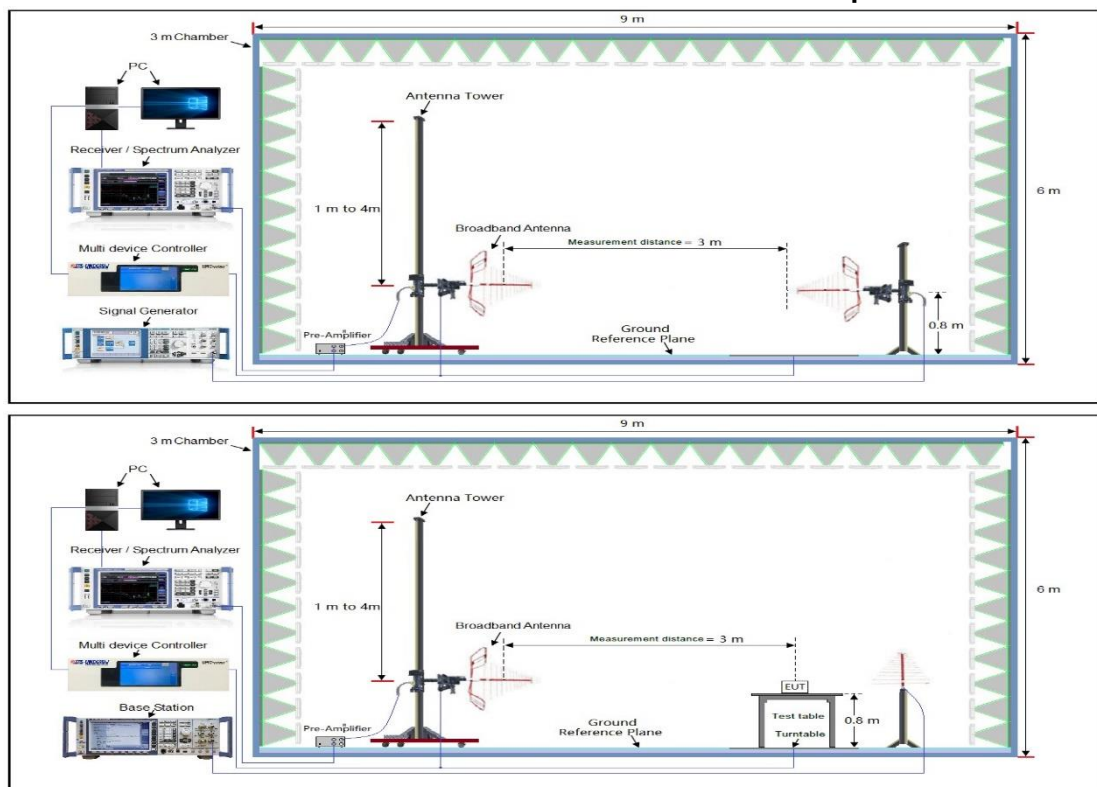 9 m
3 m Chamber
PC
Antenna Tower
Receiver / Spectrum Analyzer
6 m
1 m to 4m
Broadband Antenna
Measurement distance = 3 m
Multi device Controller
Signal Generator
0.8 m
Pre-Amplifier
Ground
Reference Plane
9 m
3 m Chamber
PC
Antenna Tower
Receiver / Spectrum Analyzer
6 m
1 m to 4m
Broadband Antenna
Measurement distance = 3 m
Multi device Controller
EUT
Base Station
Test table
0.8 m
Pre-Amplifier
Ground
Reference Plane
Turntable